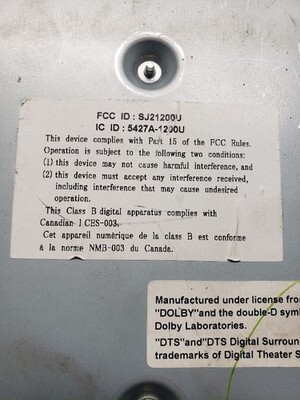 FCC ID : SJ21200U
IC ID : 5427A-1200U
This device complies with Part 15 of the FCC Rules.
Operation is subject to the following two conditions:
(1) this device may not cause harmful interference, and
(2) this device must accept any interference received,
including interference that may cause undesired
operation.
This Class B digital apparatus complies with
Canadian ICES-003.
Cet appareil numérique de la class B est conforme
á la norme NMB-003 du Canada.
Manufactured under license from
"DOLBY"and the double-D sym
Dolby Laboratories.
"DTS"and"DTS Digital Surroun
trademarks of Digital Theater S